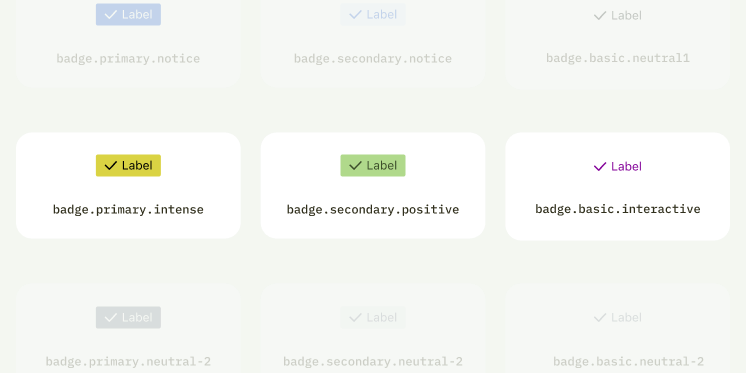 Label
Label
Label
badge.primary.notice
badge.secondary.notice
badge.basic.neutral1
Label
Label
Label
badge.primary.intense
badge.secondary.positive
badge.basic.interactive
Label
Label
Label
badge.primary.neutral-2
badge.secondary.neutral-2
badge.basic.neutral-2